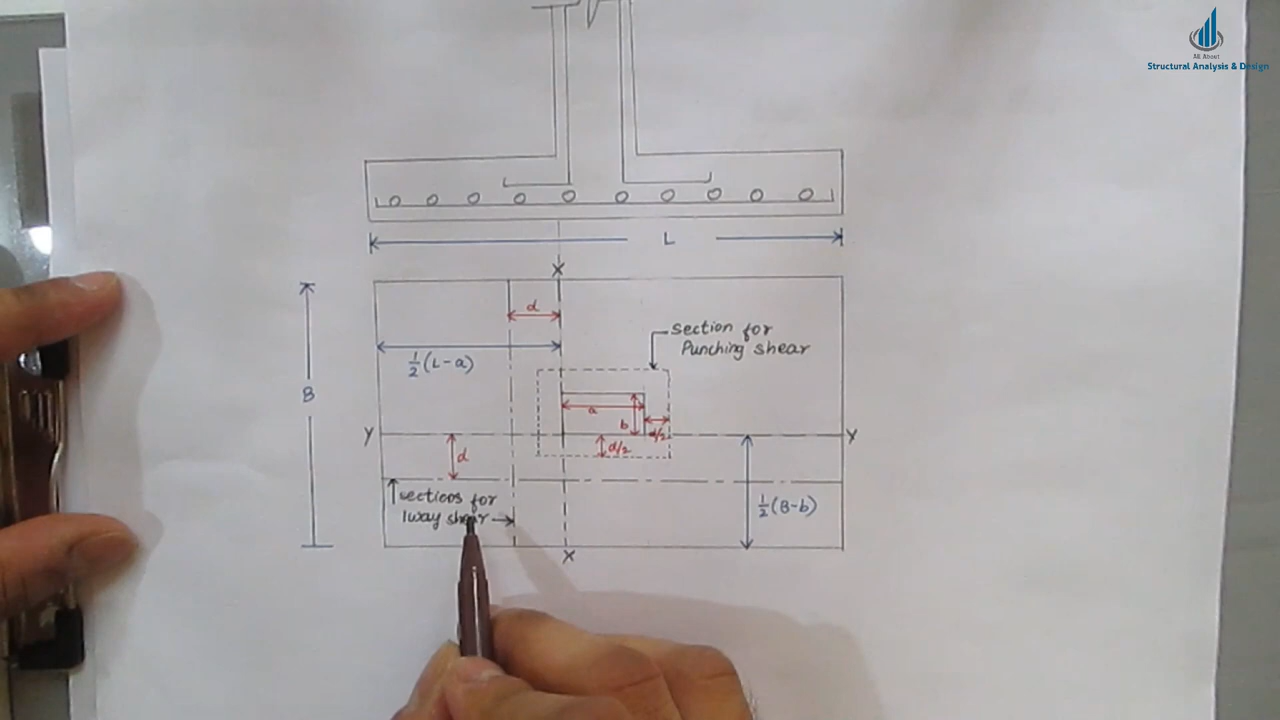 All About
Structural Analysis & Design
L
X
d
section for
Punching shear
½(L-a)
B
a
b
d/2
Y
Y
d/2
d
sections for
1way shear
½(B-b)
X